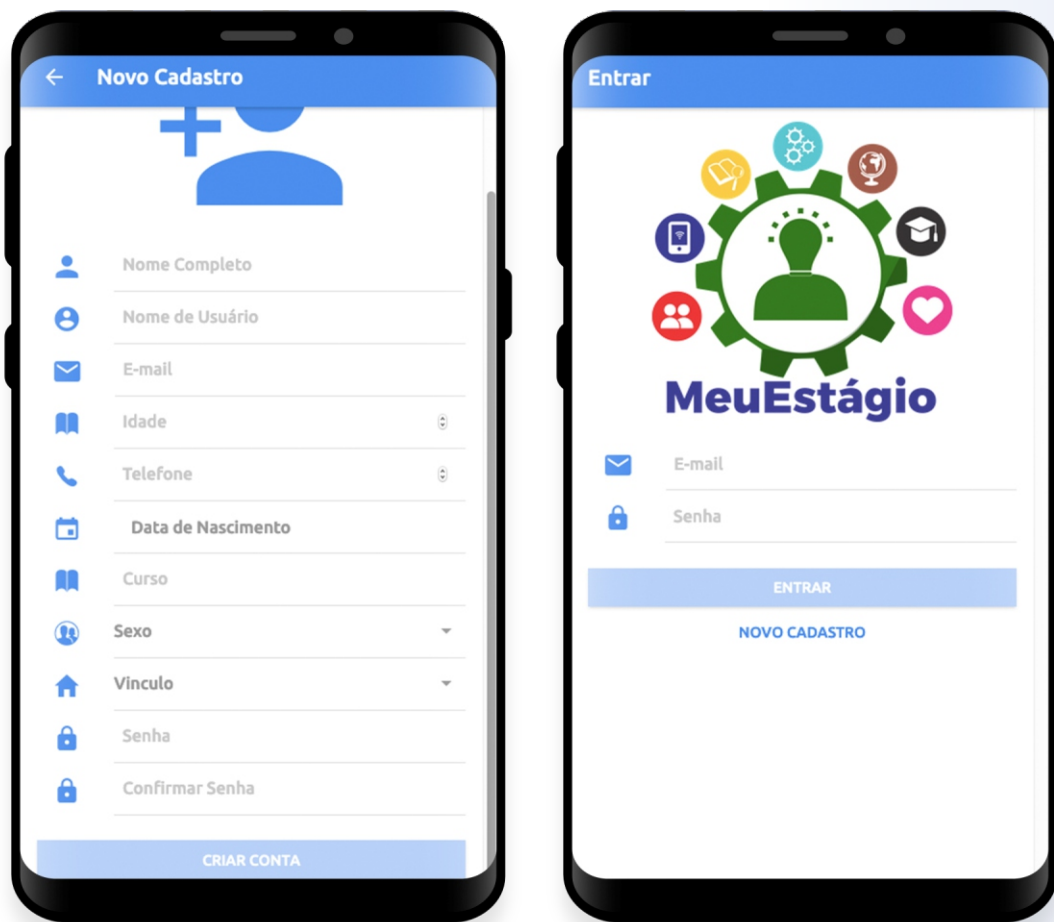 Novo Cadastro
Nome Completo
Nome de Usuário
E-mail
Idade
Telefone
Data de Nascimento
Curso
Sexo
Vinculo
Senha
Confirmar Senha
CRIAR CONTA
Entrar
MeuEstágio
E-mail
Senha
ENTRAR
NOVO CADASTRO